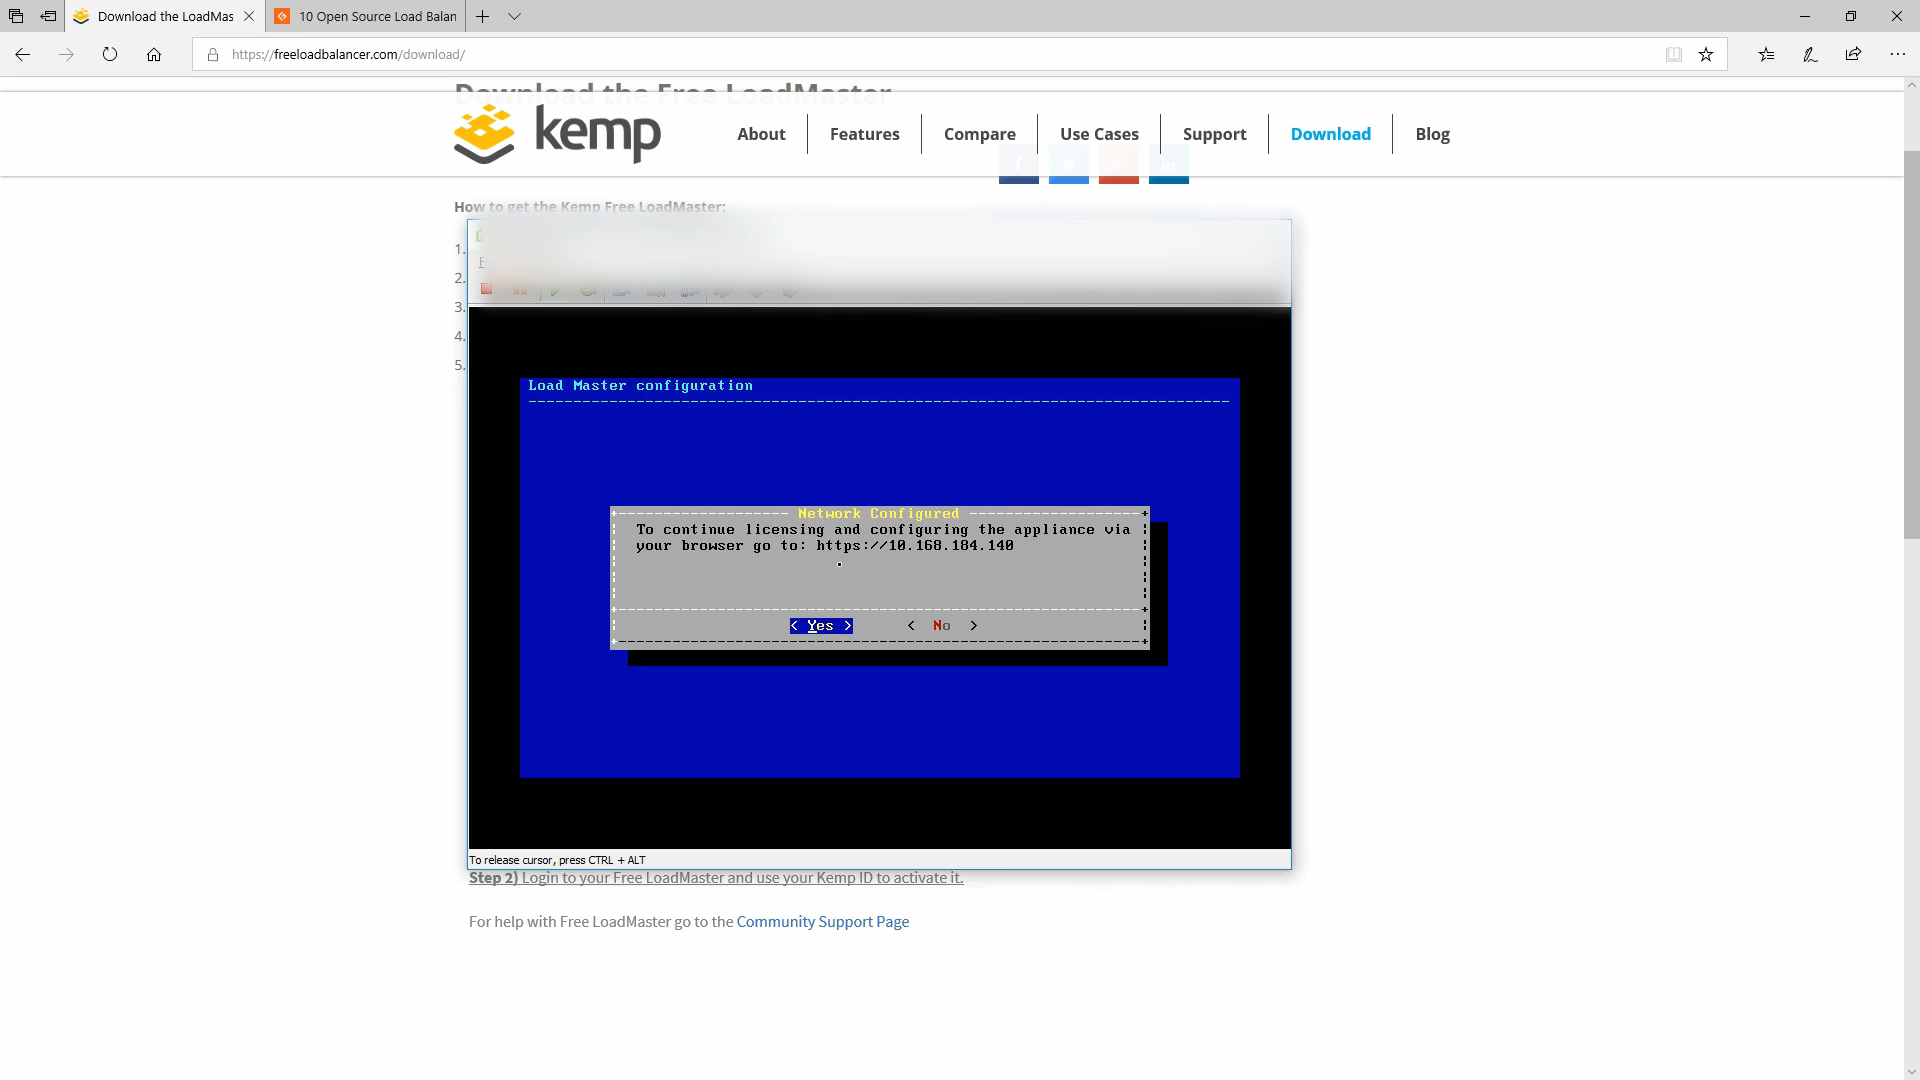 Download the LoadMas
10 Open Source Load Balan
https://freeloadbalancer.com/download/
Download the Free LoadMaster
kemp
About
Features
Compare
Use Cases
Support
Download
Blog
How to get the Kemp Free LoadMaster:
1.
2.
3.
4.
5.
Load Master configuration
Network Configured
To continue licensing and configuring the appliance via
your browser go to: https://10.168.184.140
< Yes >
< No >
To release cursor, press CTRL + ALT
Step 2) Login to your Free LoadMaster and use your Kemp ID to activate it.
For help with Free LoadMaster go to the Community Support Page